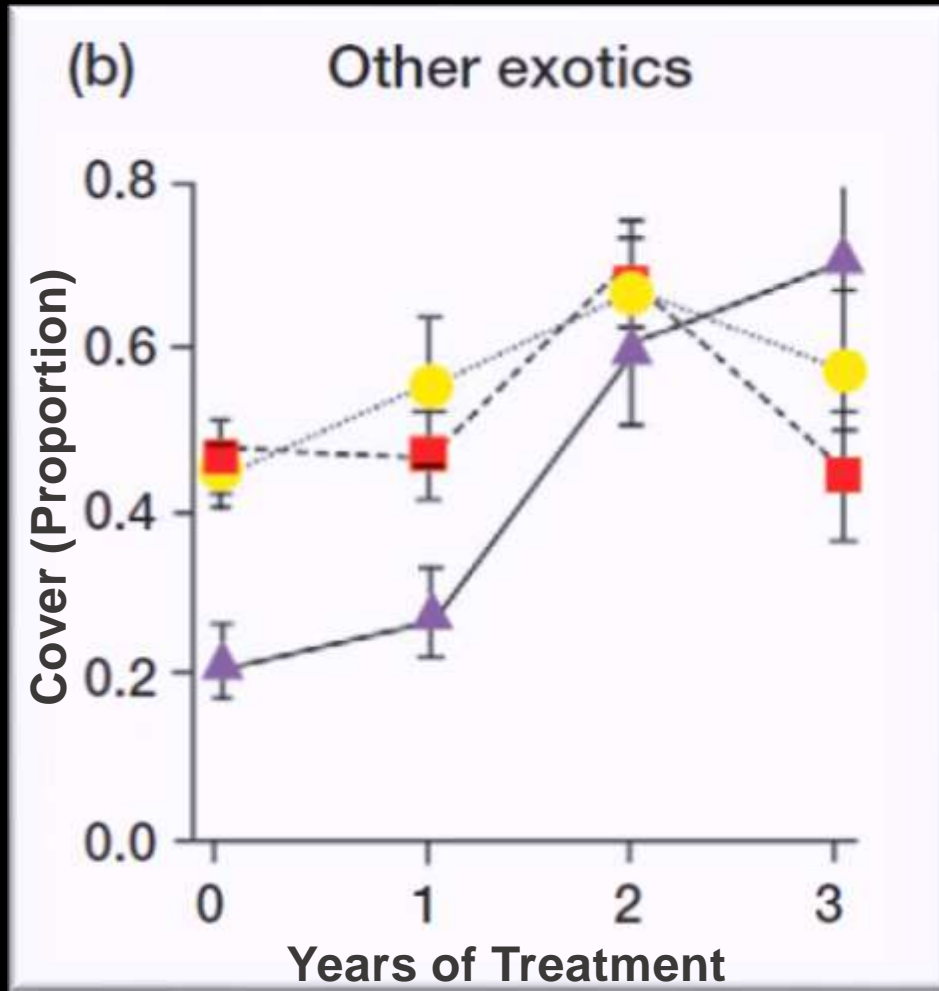 (b) Other exotics
0.8
0.6
0.4
0.2
0.0
Cover (Proportion)
0 1 2 3
Years of Treatment